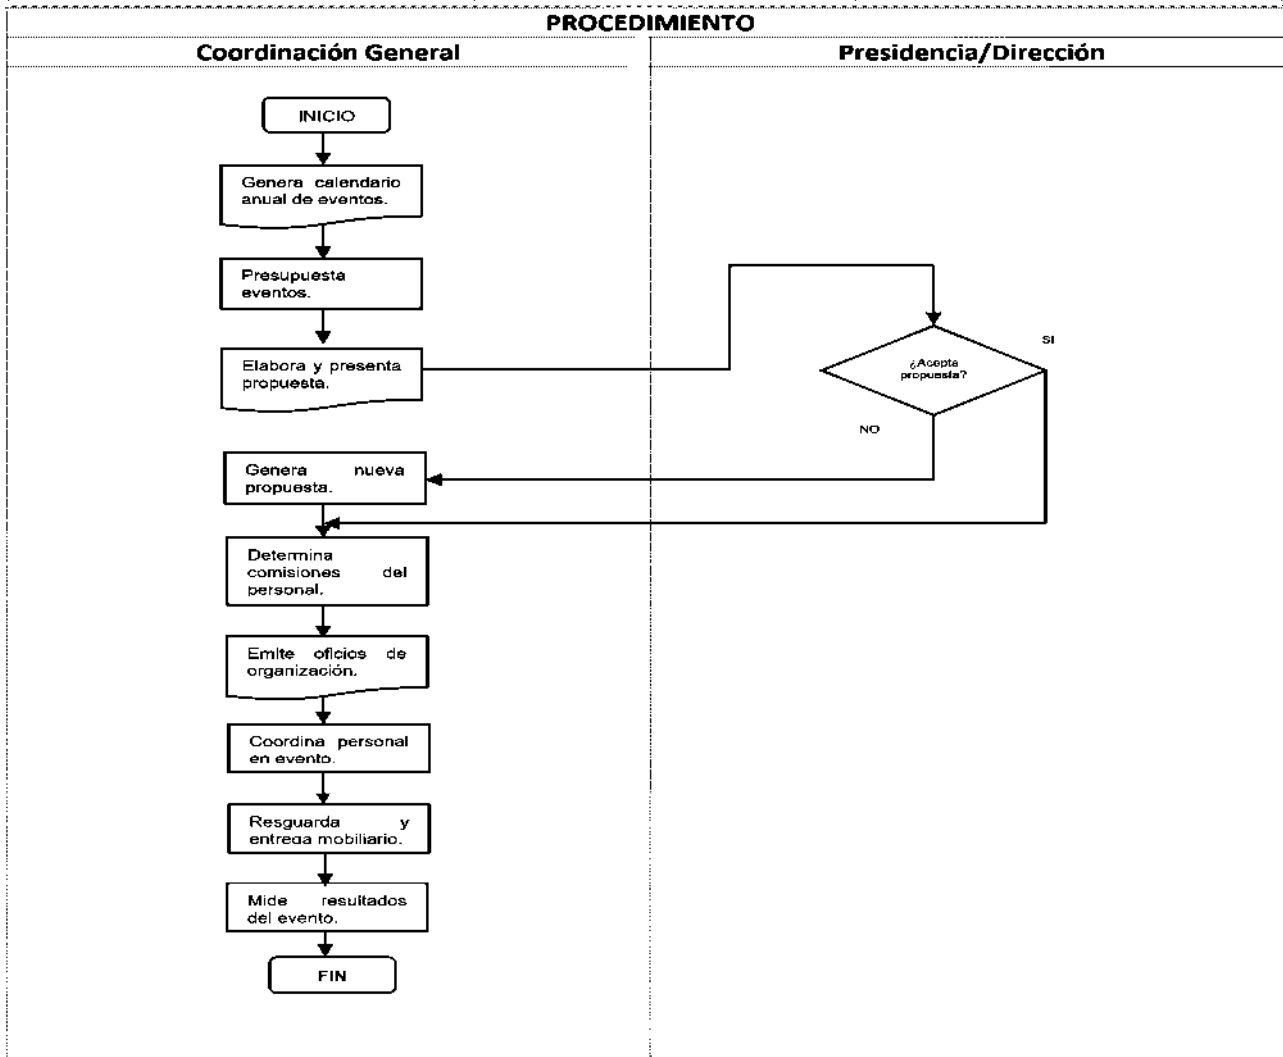 PROCEDIMIENTO
Coordinación General
Presidencia/Dirección
INICIO
Genera calendario
anual de eventos.
Presupuesta
eventos.
Elabora y presenta
propuesta.
¿Acepta
propuesta?
SI
NO
Genera nueva
propuesta.
Determina
comisiones del
personal.
Emite oficios de
organización.
Coordina personal
en evento.
Resguarda y
entrega mobiliario.
Mide resultados
del evento.
FIN